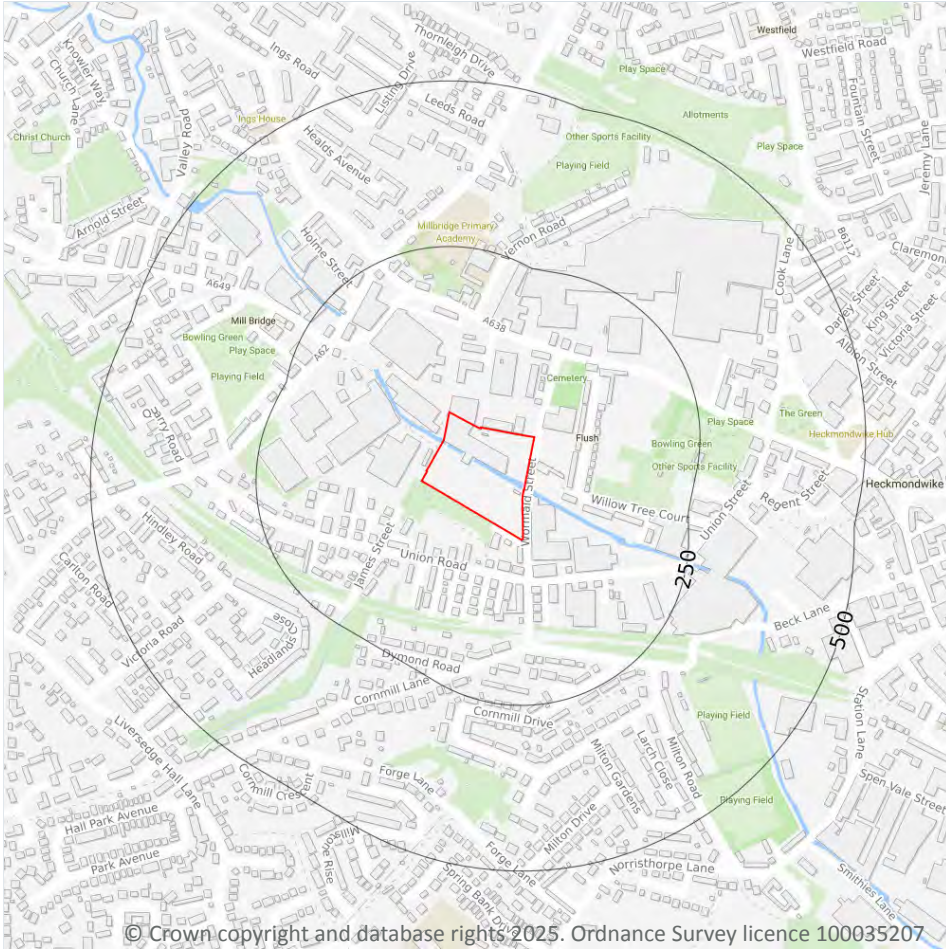 Westfield
Westfield Road
Thornleigh Drive
Ings Road
Knowler Way
Church Lane
Listing Drive
Play Space
Fountain Street
Leeds Road
Allotments
Jeremy Lane
Ings House
Christ Church
Valley Road
Healds Avenue
Other Sports Facility
Playing Field
Play Space
Arnold Street
Millbridge Primary
Academy
Vernon Road
Holme Street
B6117
Claremont
Cook Lane
A649
Darley Street
King Street
Victoria Street
Mill Bridge
A638
Bowling Green
Play Space
A62
Albion Street
Playing Field
Cemetery
The Green
Play Space
Heckmondwike Hub
Flush
Bowling Green
Other Sports Facility
Heckmondwike
Wormald Street
Regent Street
Willow Tree Court
Union Street
Hindley Road
James Street
Union Road
250
Carlton Road
500
Beck Lane
Victoria Road
Headlands Close
Dymond Road
Cornmill Lane
Station Lane
Cornmill Drive
Playing Field
Liversedge Hall Lane
Milton Gardens
Larch Close
Milton Road
Cornmill Crescent
Forge Lane
Spen Vale Street
Playing Field
Hall Park Avenue
Milton Drive
Park Avenue
Rise
Forge Lane
Norristhorpe Lane
Smithies Lane
Spring Bank Drive
© Crown copyright and database rights 2025. Ordnance Survey licence 100035207.